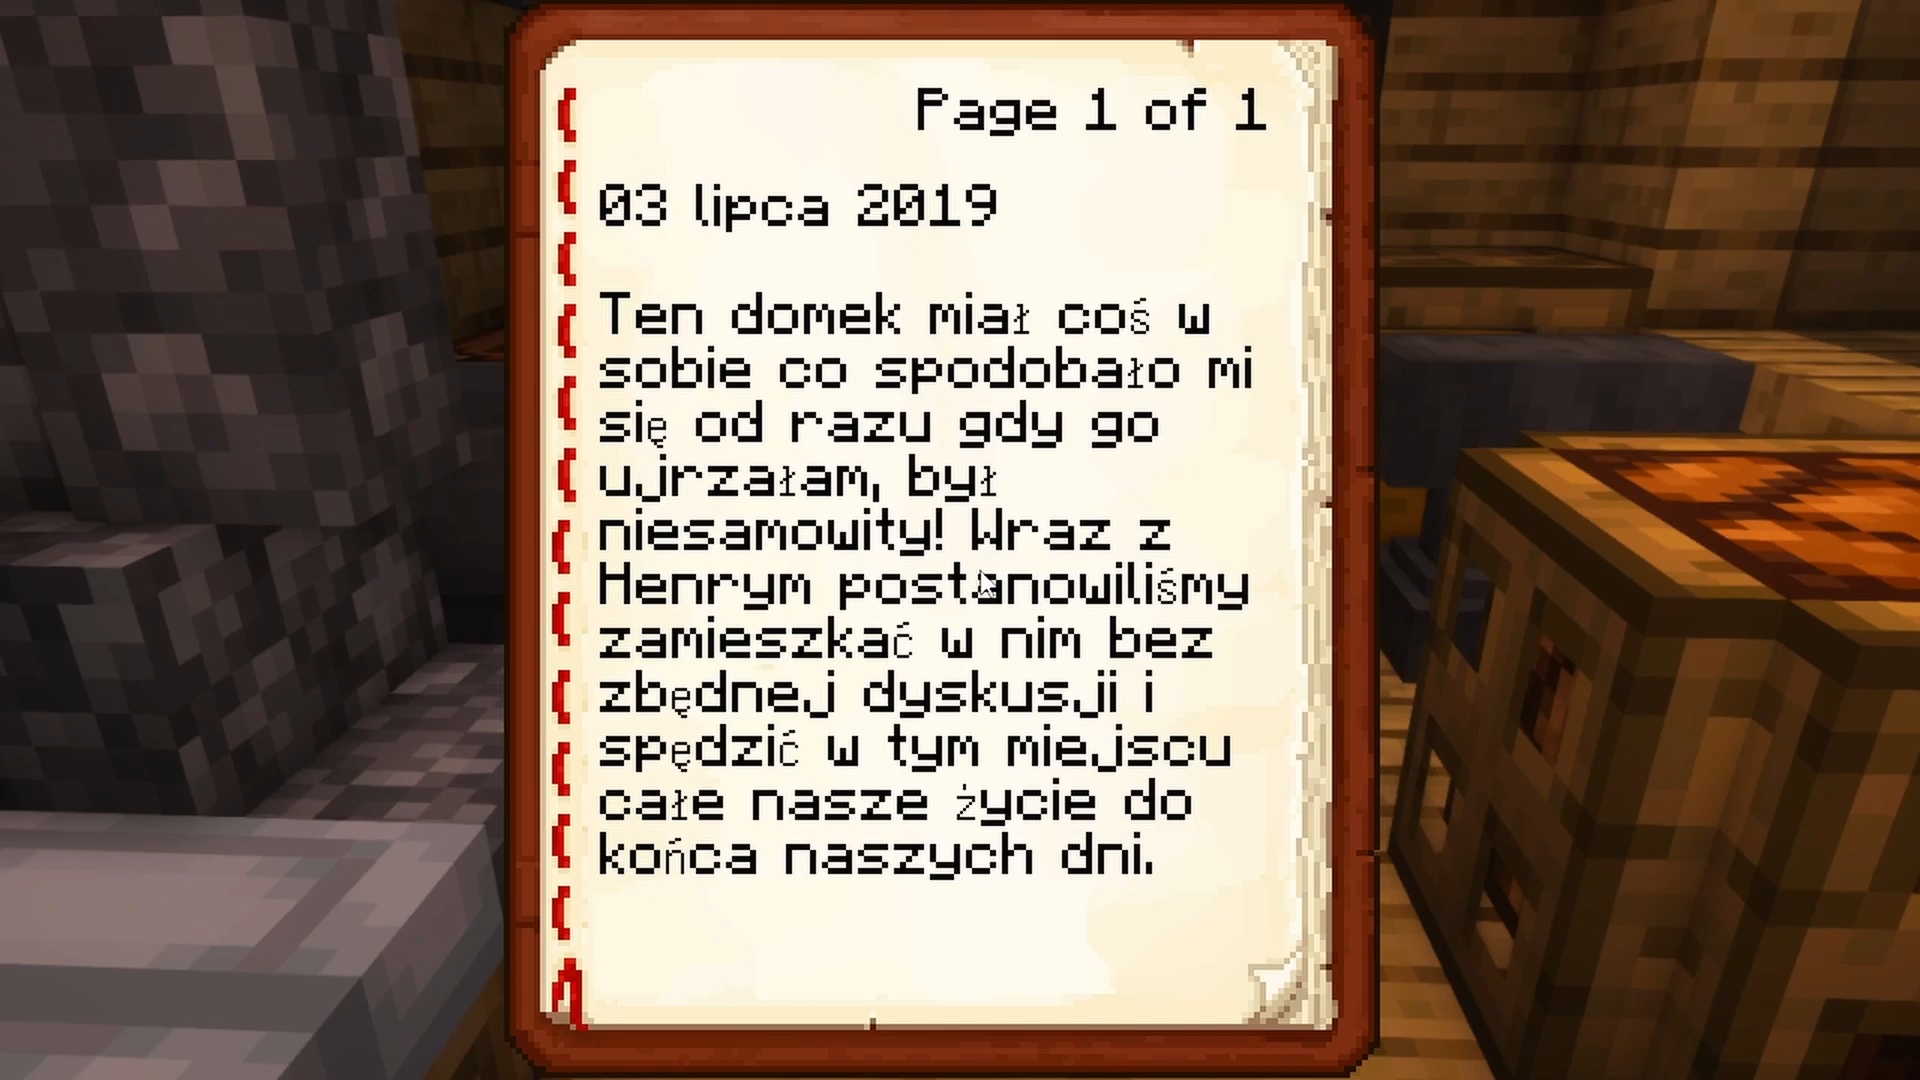 Page 1 of 1
03 lipca 2019
Ten domek miał coś w
sobie co spodobało mi
się od razu gdy go
ujrzałam, był
niesamowity! Wraz z
Henrym postanowiliśmy
zamieszkać w nim bez
zbędnej dyskusji i
spędzić w tym miejscu
całe nasze życie do
końca naszych dni.